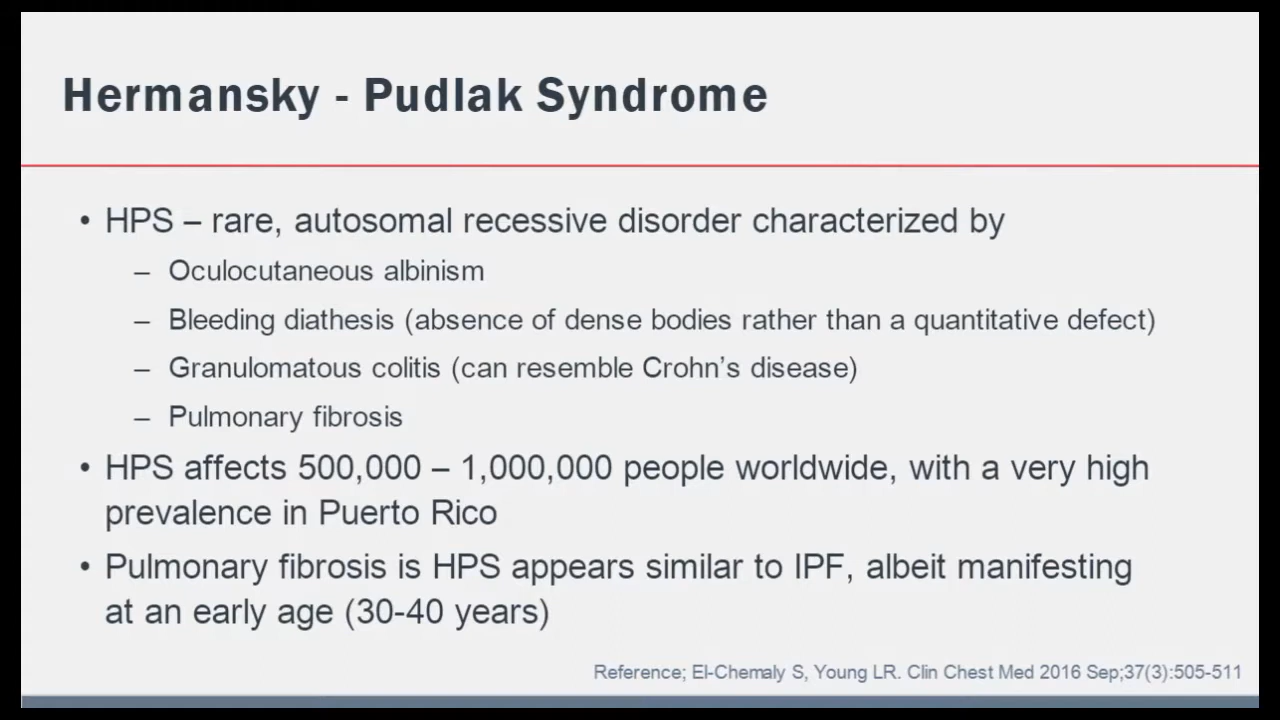 Hermansky - Pudlak Syndrome
• HPS – rare, autosomal recessive disorder characterized by
– Oculocutaneous albinism
– Bleeding diathesis (absence of dense bodies rather than a quantitative defect)
– Granulomatous colitis (can resemble Crohn’s disease)
– Pulmonary fibrosis
• HPS affects 500,000 – 1,000,000 people worldwide, with a very high
prevalence in Puerto Rico
• Pulmonary fibrosis is HPS appears similar to IPF, albeit manifesting
at an early age (30-40 years)
Reference; El-Chemaly S, Young LR. Clin Chest Med 2016 Sep;37(3):505-511